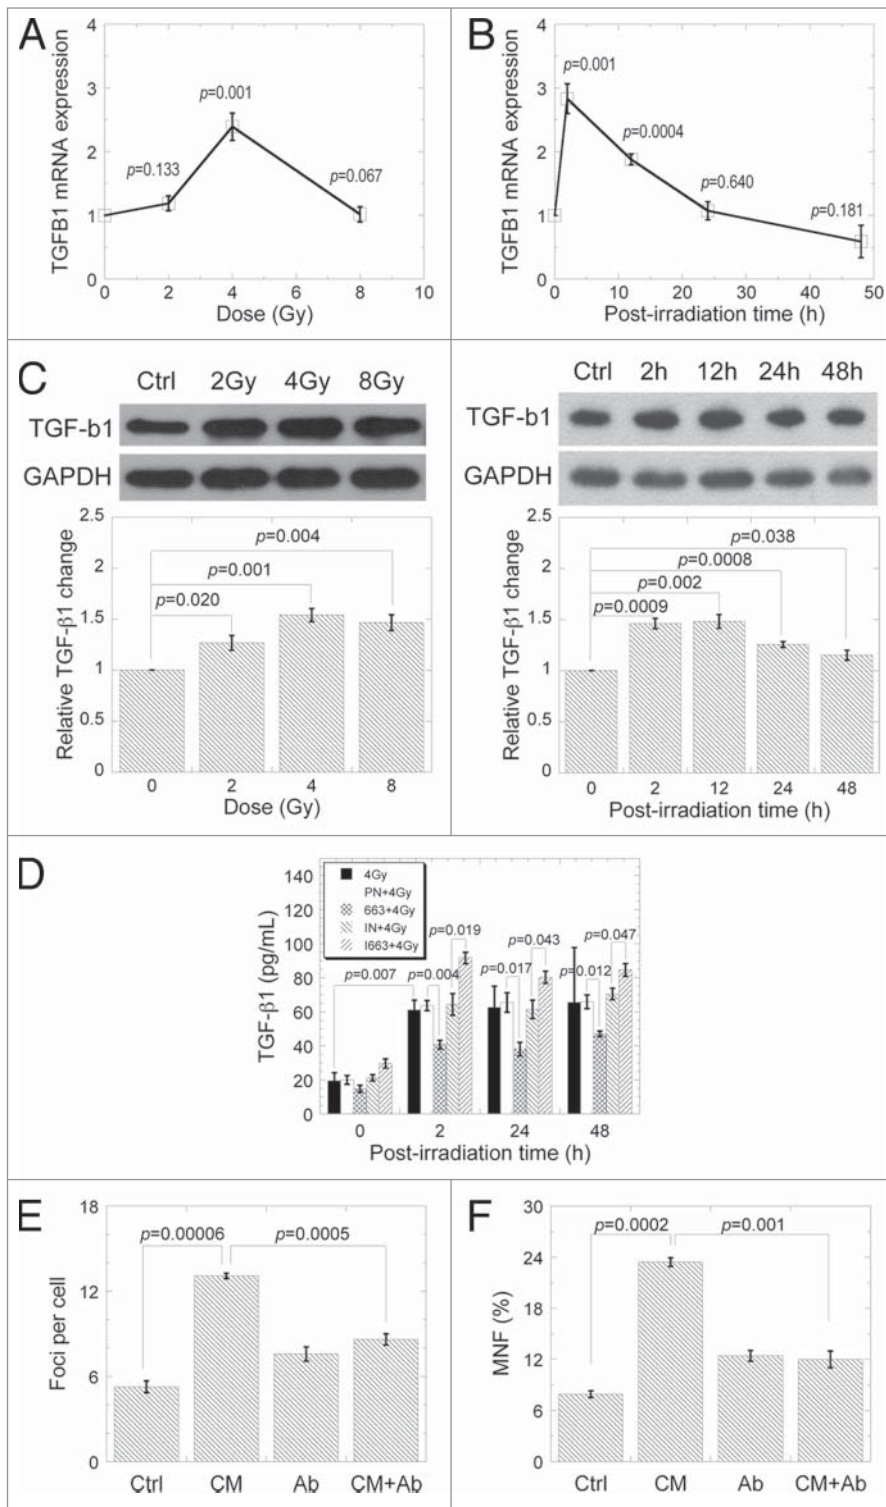 A
4
3
2
1
0
TGFB1 mRNA expression
p=0.133
p=0.001
p=0.067
0 2 4 6 8 10
Dose (Gy)
B
4
3
2
1
0
TGFB1 mRNA expression
p=0.001
p=0.0004
p=0.640
p=0.181
0 10 20 30 40 50
Post-irradiation time (h)
C
Ctrl 2Gy 4Gy 8Gy
TGF-b1
GAPDH
2.5
2
1.5
1
0.5
0
Relative TGF-β1 change
p=0.004
p=0.001
p=0.020
0 2 4 8
Dose (Gy)
Ctrl 2h 12h 24h 48h
TGF-b1
GAPDH
2.5
2
1.5
1
0.5
0
Relative TGF-β1 change
p=0.038
p=0.0008
p=0.002
p=0.0009
0 2 12 24 48
Post-irradiation time (h)
D
140
120
100
80
60
40
20
0
TGF-β1 (pg/mL)
4Gy
PN+4Gy
663+4Gy
IN+4Gy
I663+4Gy
p=0.007
p=0.004
p=0.019
p=0.017
p=0.043
p=0.012
p=0.047
0 2 24 48
Post-irradiation time (h)
E
18
12
6
0
Foci per cell
p=0.00006
p=0.0005
Ctrl CM Ab CM+Ab
F
30
24
18
12
6
0
MNF (%)
p=0.0002
p=0.001
Ctrl CM Ab CM+Ab